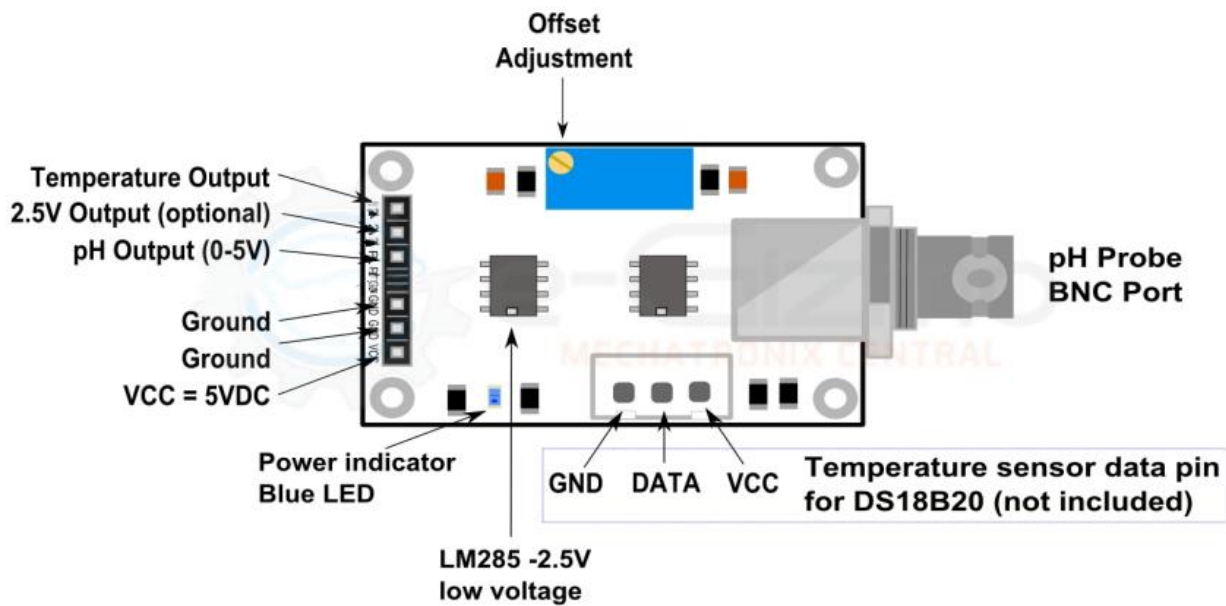 Offset
Adjustment
Temperature Output
2.5V Output (optional)
pH Output (0-5V)
Ground
Ground
VCC = 5VDC
GND
GND
pH Probe
BNC Port
MECHATRONIX CENTRAL
Power indicator
Blue LED
GND DATA VCC
Temperature sensor data pin
for DS18B20 (not included)
LM285 -2.5V
low voltage